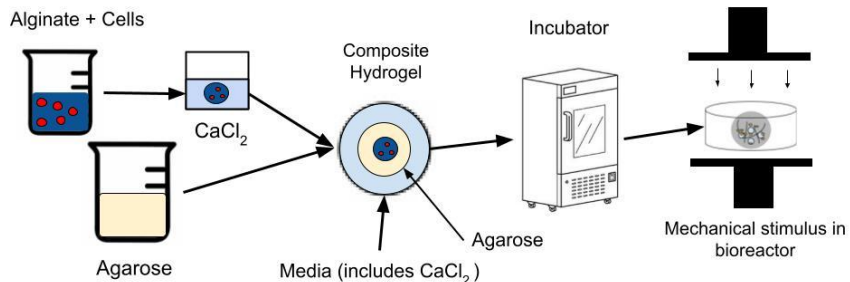 Alginate + Cells
CaCl2
Agarose
Composite
Hydrogel
Agarose
Media (includes CaCl2)
Incubator
Mechanical stimulus in
bioreactor